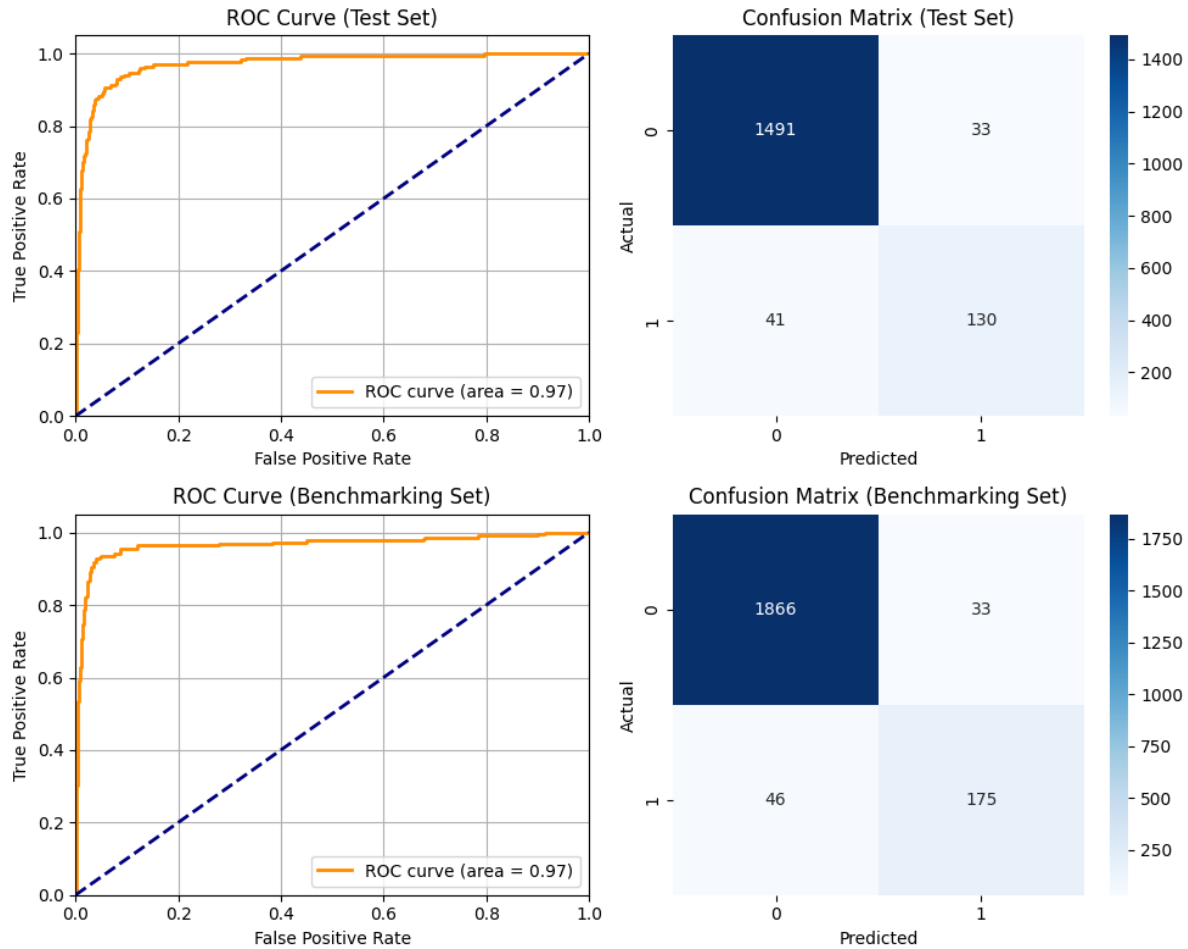 ROC Curve (Test Set)
True Positive Rate
1.0
0.8
0.6
0.4
0.2
0.0
ROC curve (area = 0.97)
0.0 0.2 0.4 0.6 0.8 1.0
False Positive Rate
Confusion Matrix (Test Set)
Actual
0
1491 33
1
41 130
0 1
Predicted
1400
1200
1000
800
600
400
200
ROC Curve (Benchmarking Set)
True Positive Rate
1.0
0.8
0.6
0.4
0.2
0.0
ROC curve (area = 0.97)
0.0 0.2 0.4 0.6 0.8 1.0
False Positive Rate
Confusion Matrix (Benchmarking Set)
Actual
0
1866 33
1
46 175
0 1
Predicted
1750
1500
1250
1000
750
500
250